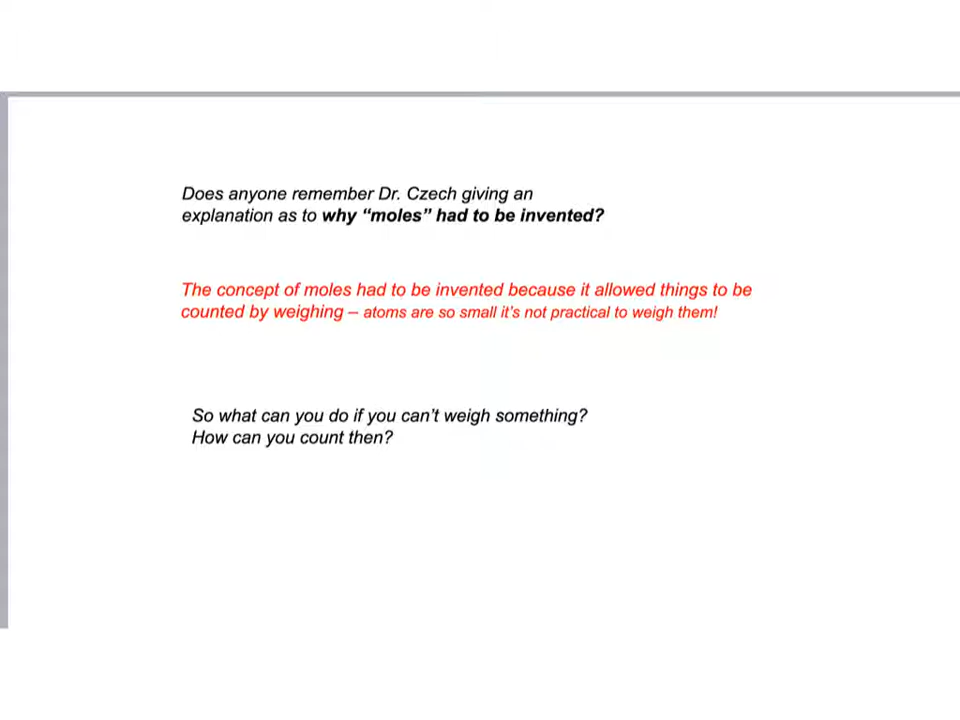 Does anyone remember Dr. Czech giving an
explanation as to why “moles” had to be invented?
The concept of moles had to be invented because it allowed things to be
counted by weighing – atoms are so small it’s not practical to weigh them!
So what can you do if you can’t weigh something?
How can you count then?